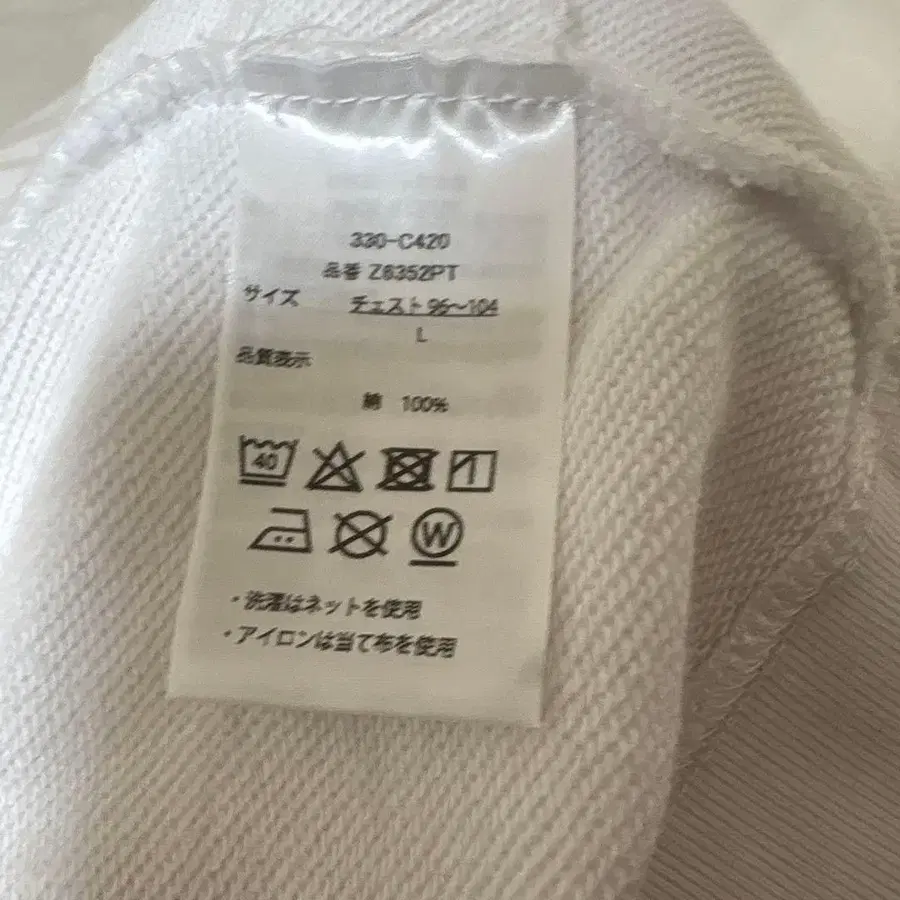 330-C420
品番 Z6352PT
サイズ チェスト 96〜104
L
品質表示
綿 100%
40
W
・洗濯はネットを使用
・アイロンは当て布を使用